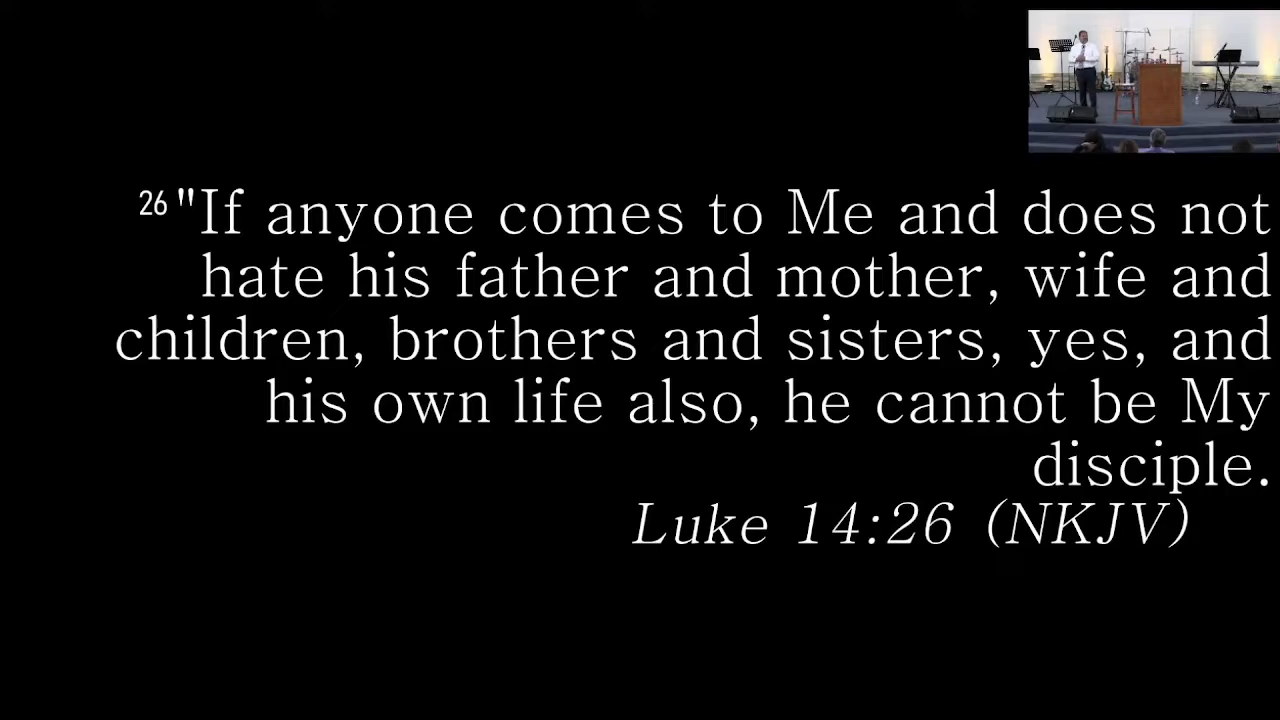 26"If anyone comes to Me and does not
hate his father and mother, wife and
children, brothers and sisters, yes, and
his own life also, he cannot be My
disciple.
Luke 14:26 (NKJV)